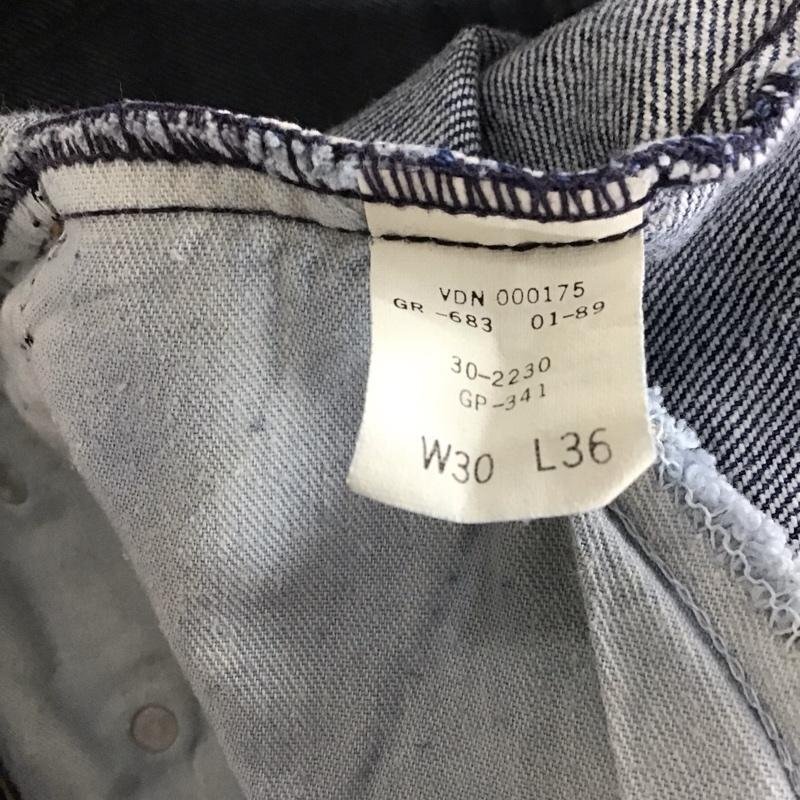 VDN 000175
GR -683 01-89
30-2230
GP-341
W30 L36